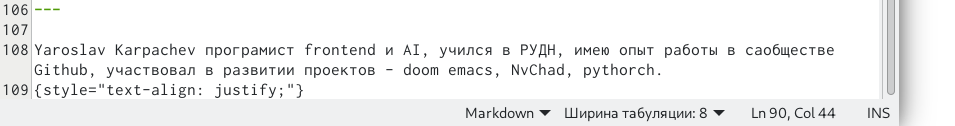 106 ---
107
108 Yaroslav Karpachev програмист frontend и AI, учился в РУДН, имею опыт работы в саобществе
Github, участвовал в развитии проектов - doom emacs, NvChad, pythorch.
109 {style="text-align: justify;"}
Markdown Ширина табуляции: 8 Ln 90, Col 44 INS